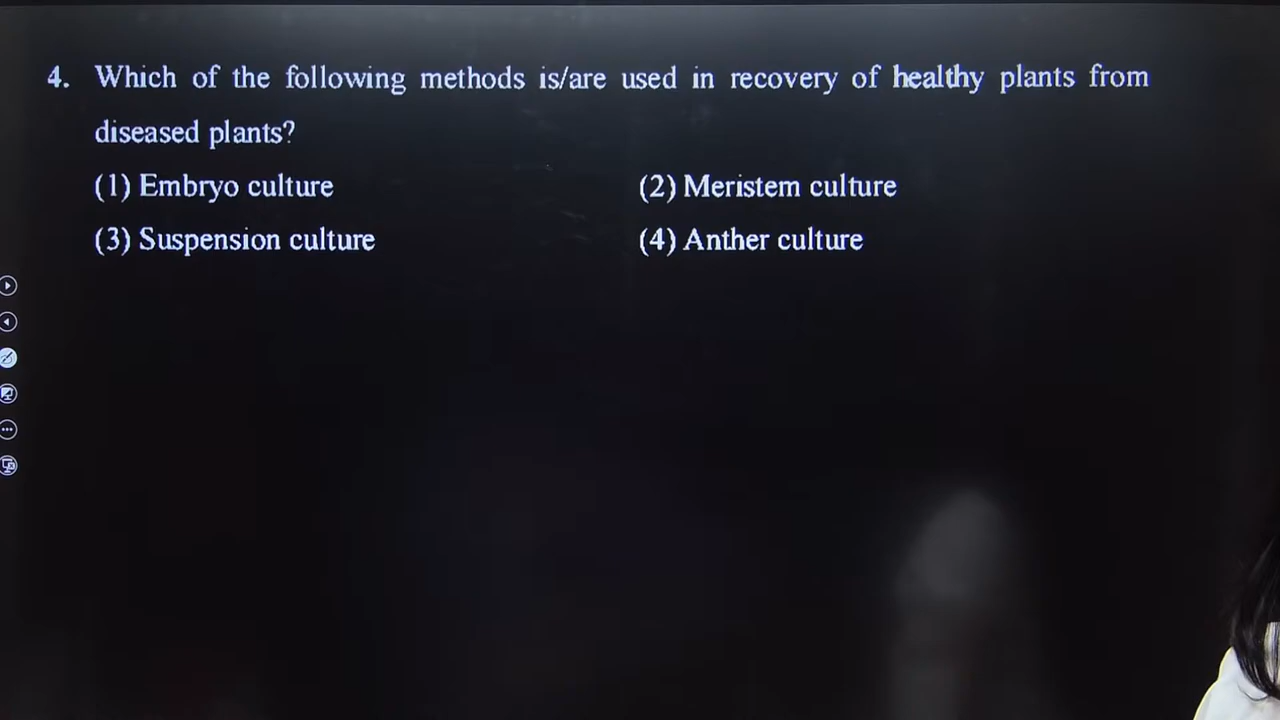 4. Which of the following methods is/are used in recovery of healthy plants from
diseased plants?
(1) Embryo culture (2) Meristem culture
(3) Suspension culture (4) Anther culture